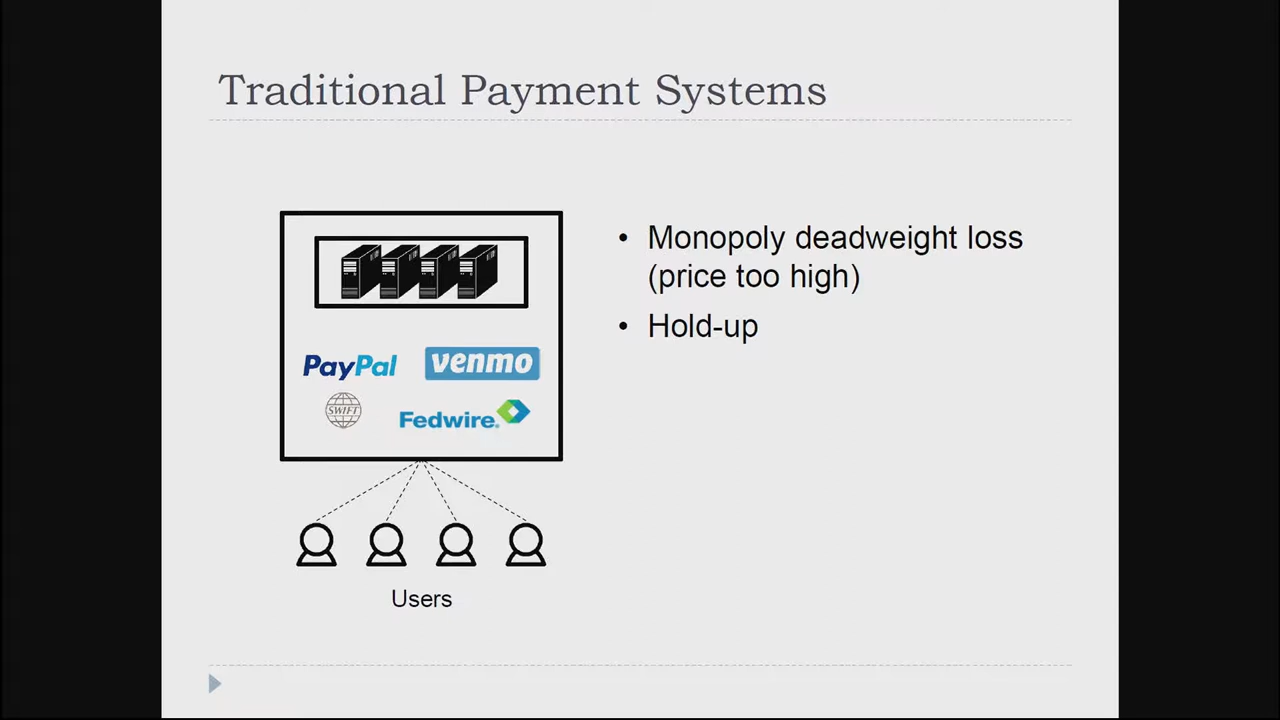 Traditional Payment Systems
• Monopoly deadweight loss
(price too high)
• Hold-up
PayPal
venmo
SWIFT
Fedwire®
Users